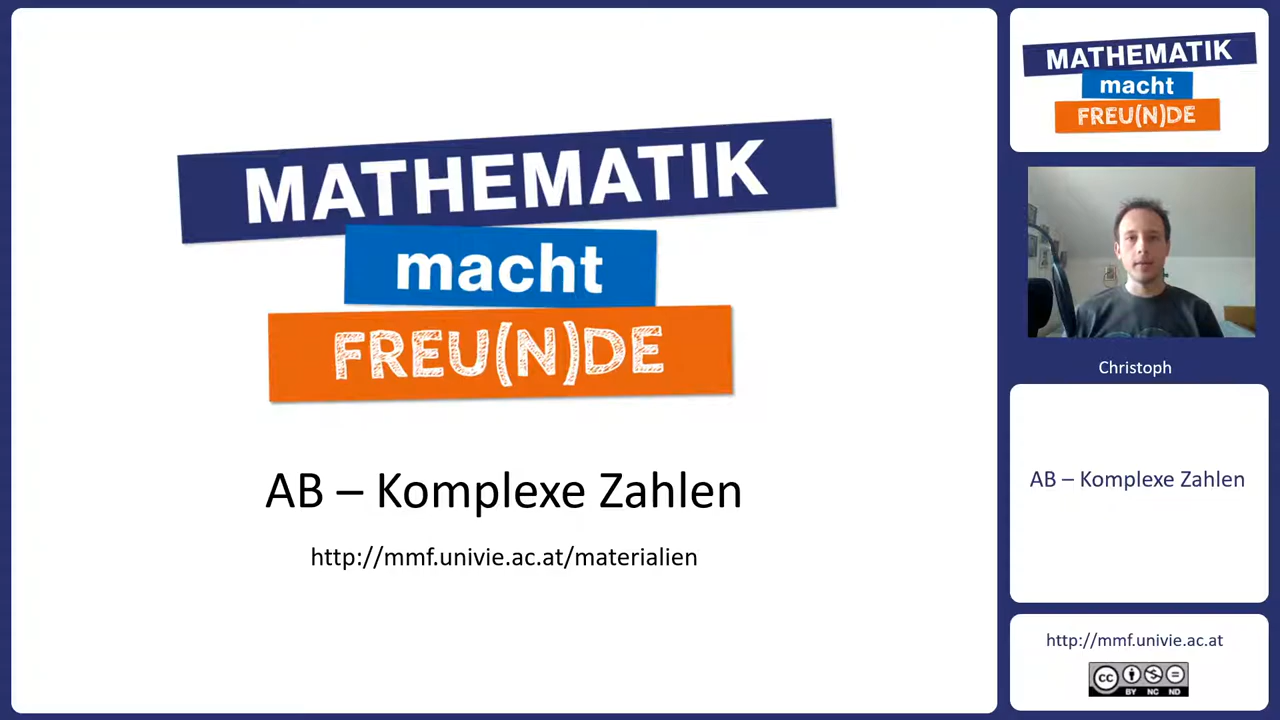 MATHEMATIK
macht
FREU(N)DE
AB – Komplexe Zahlen
http://mmf.univie.ac.at/materialien
MATHEMATIK
macht
FREU(N)DE
Christoph
AB – Komplexe Zahlen
http://mmf.univie.ac.at
CC
BY NC ND